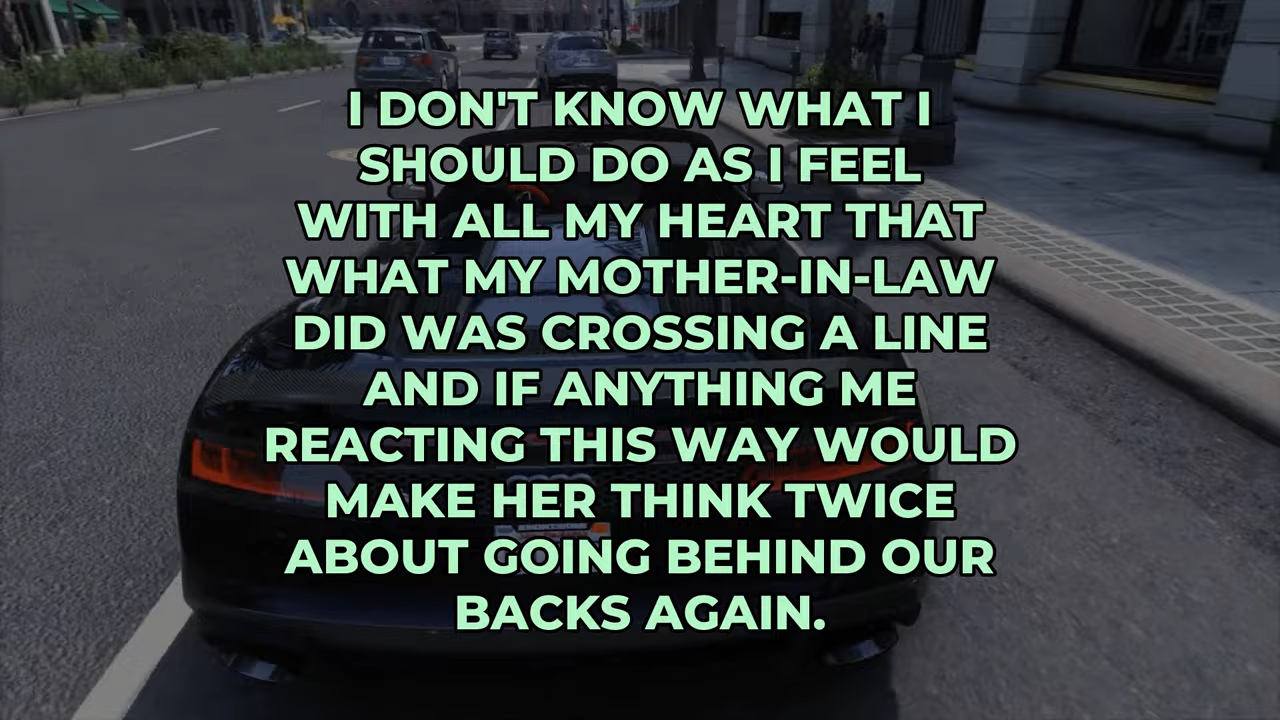 I DON'T KNOW WHAT I
SHOULD DO AS I FEEL
WITH ALL MY HEART THAT
WHAT MY MOTHER-IN-LAW
DID WAS CROSSING A LINE
AND IF ANYTHING ME
REACTING THIS WAY WOULD
MAKE HER THINK TWICE
ABOUT GOING BEHIND OUR
BACKS AGAIN.